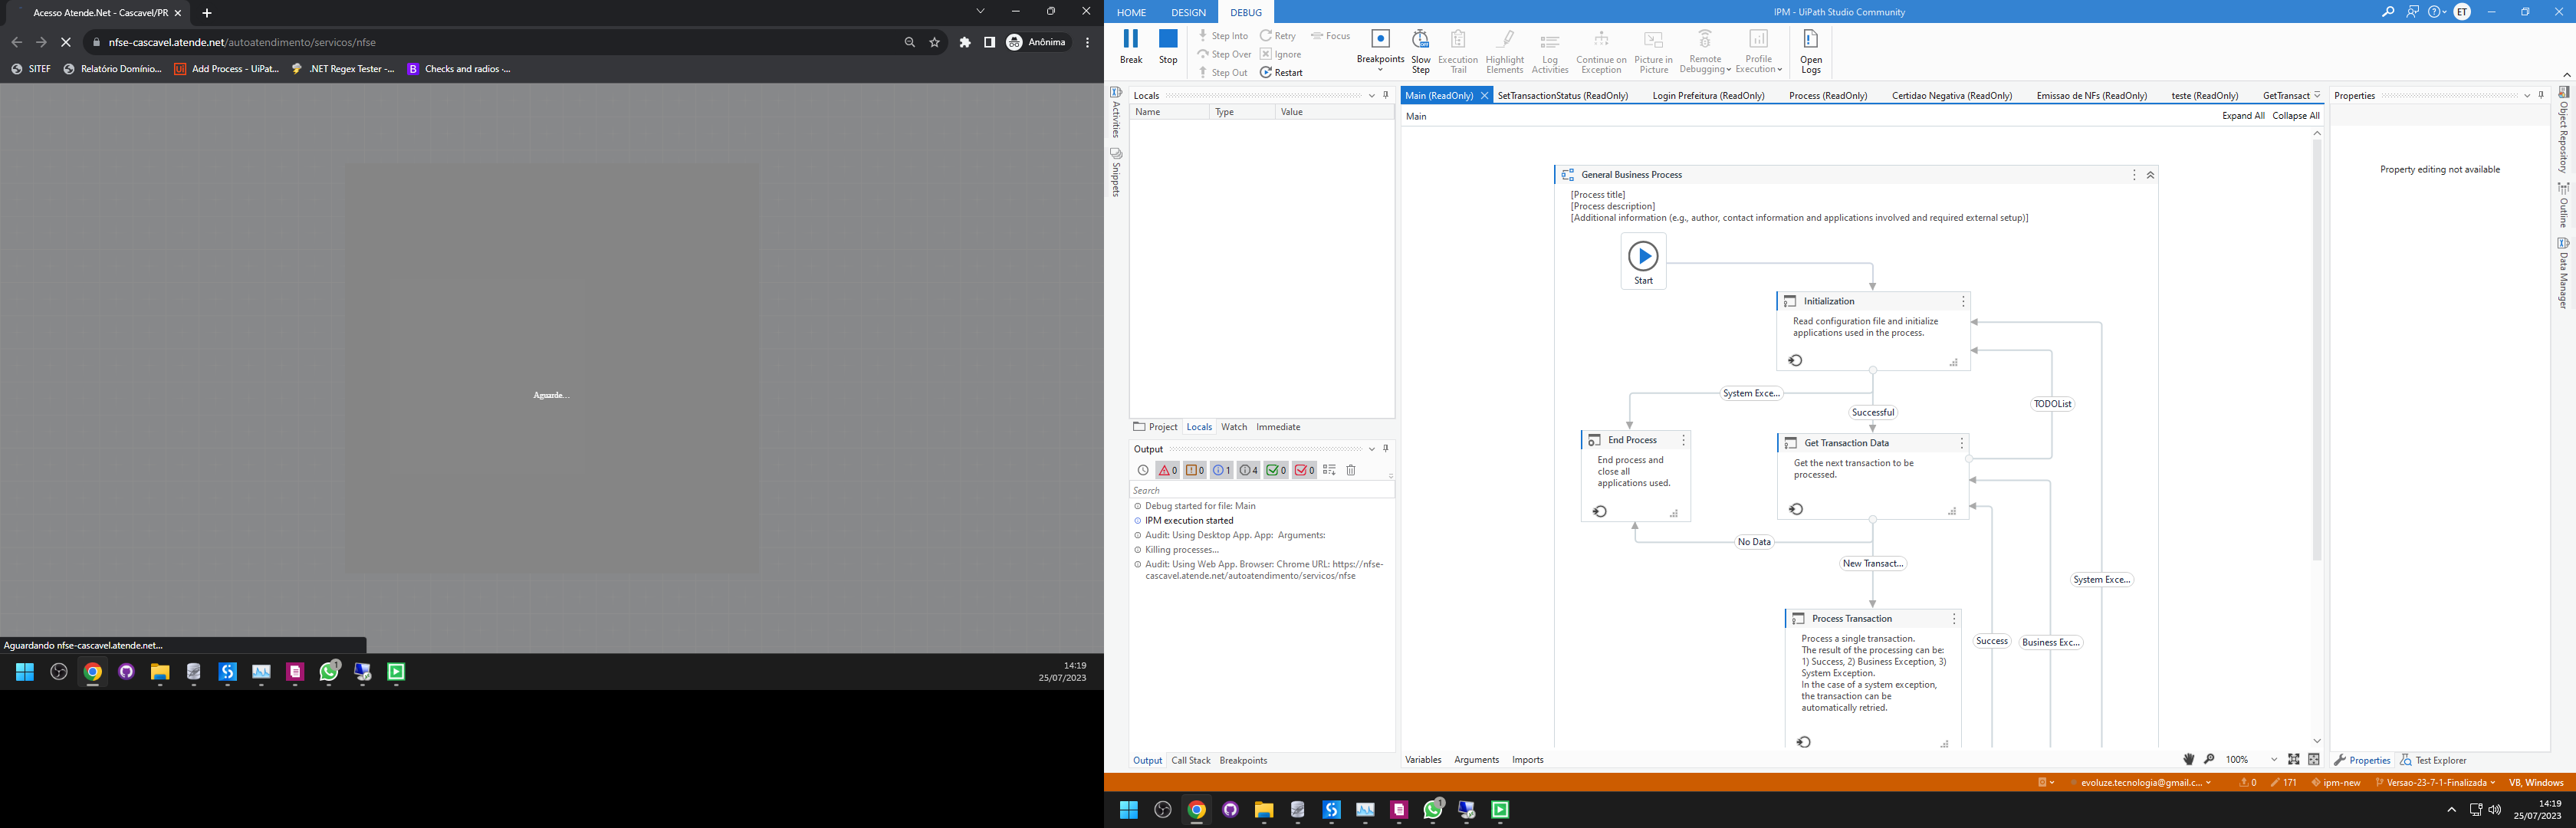 Acesso Atende.Net - Cascavel/PR
nfse-cascavel.atende.net/autoatendimento/servicos/nfse
Anônima
SITEF
Relatório Domínio...
Add Process - UiPat...
.NET Regex Tester -...
Checks and radios ·...
Aguarde...
Aguardando nfse-cascavel.atende.net...
1
14:19
25/07/2023
HOME
DESIGN
DEBUG
IPM - UiPath Studio Community
ET
Break
Stop
Step Into
Step Over
Step Out
Retry
Ignore
Restart
Focus
Breakpoints
Slow Step
Execution Trail
Highlight Elements
Log Activities
Continue on Exception
Picture in Picture
Remote Debugging
Profile Execution
Open Logs
Activities
Snippets
Locals
Name
Type
Value
Project
Locals
Watch
Immediate
Output
0
0
1
4
0
0
Search
Debug started for file: Main
IPM execution started
Audit: Using Desktop App. App: Arguments:
Killing processes...
Audit: Using Web App. Browser: Chrome URL: https://nfse-
cascavel.atende.net/autoatendimento/servicos/nfse
Output
Call Stack
Breakpoints
Main (ReadOnly)
SetTransactionStatus (ReadOnly)
Login Prefeitura (ReadOnly)
Process (ReadOnly)
Certidao Negativa (ReadOnly)
Emissao de NFs (ReadOnly)
teste (ReadOnly)
GetTransact
Main
Expand All
Collapse All
General Business Process
[Process title]
[Process description]
[Additional information (e.g., author, contact information and applications involved and required external setup)]
Start
Initialization
Read configuration file and initialize
applications used in the process.
System Exce...
Successful
TODOList
End Process
End process and
close all
applications used.
Get Transaction Data
Get the next transaction to be
processed.
No Data
New Transact...
System Exce...
Process Transaction
Process a single transaction.
The result of the processing can be:
1) Success, 2) Business Exception, 3)
System Exception.
In the case of a system exception,
the transaction can be
automatically retried.
Success
Business Exc...
Variables
Arguments
Imports
100%
Properties
Property editing not available
Properties
Test Explorer
Object Repository
Outline
Data Manager
evoluze.tecnologia@gmail.c...
0
171
ipm-new
Versao-23-7-1-Finalizada
VB, Windows
1
14:19
25/07/2023